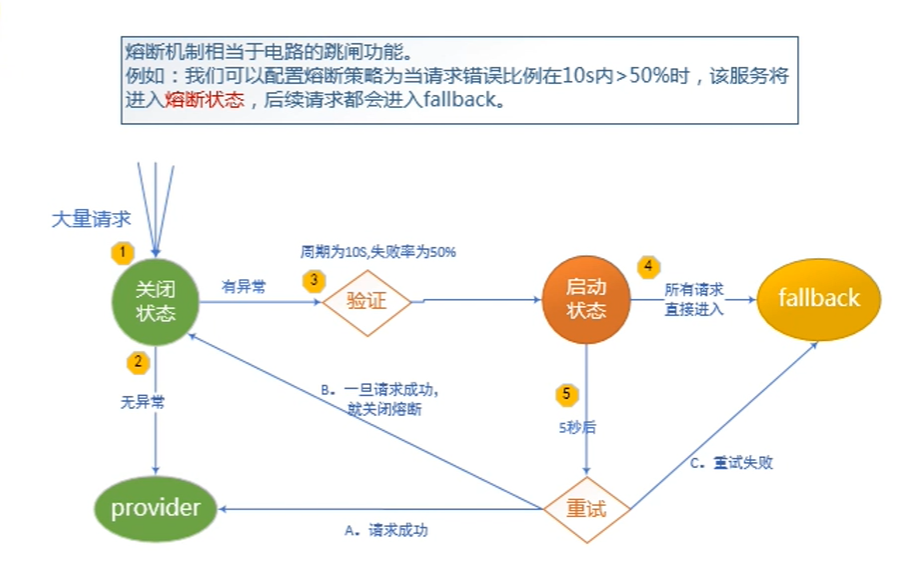 熔断机制相当于电路的跳闸功能。
例如：我们可以配置熔断策略为当请求错误比例在10s内>50%时，该服务将
进入熔断状态，后续请求都会进入fallback。
大量请求
1
关闭
状态
有异常
周期为10S,失败率为50%
3
验证
启动
状态
4
所有请求
直接进入
fallback
2
无异常
B. 一旦请求成功，
就关闭熔断
5
5秒后
C. 重试失败
provider
重试
A. 请求成功